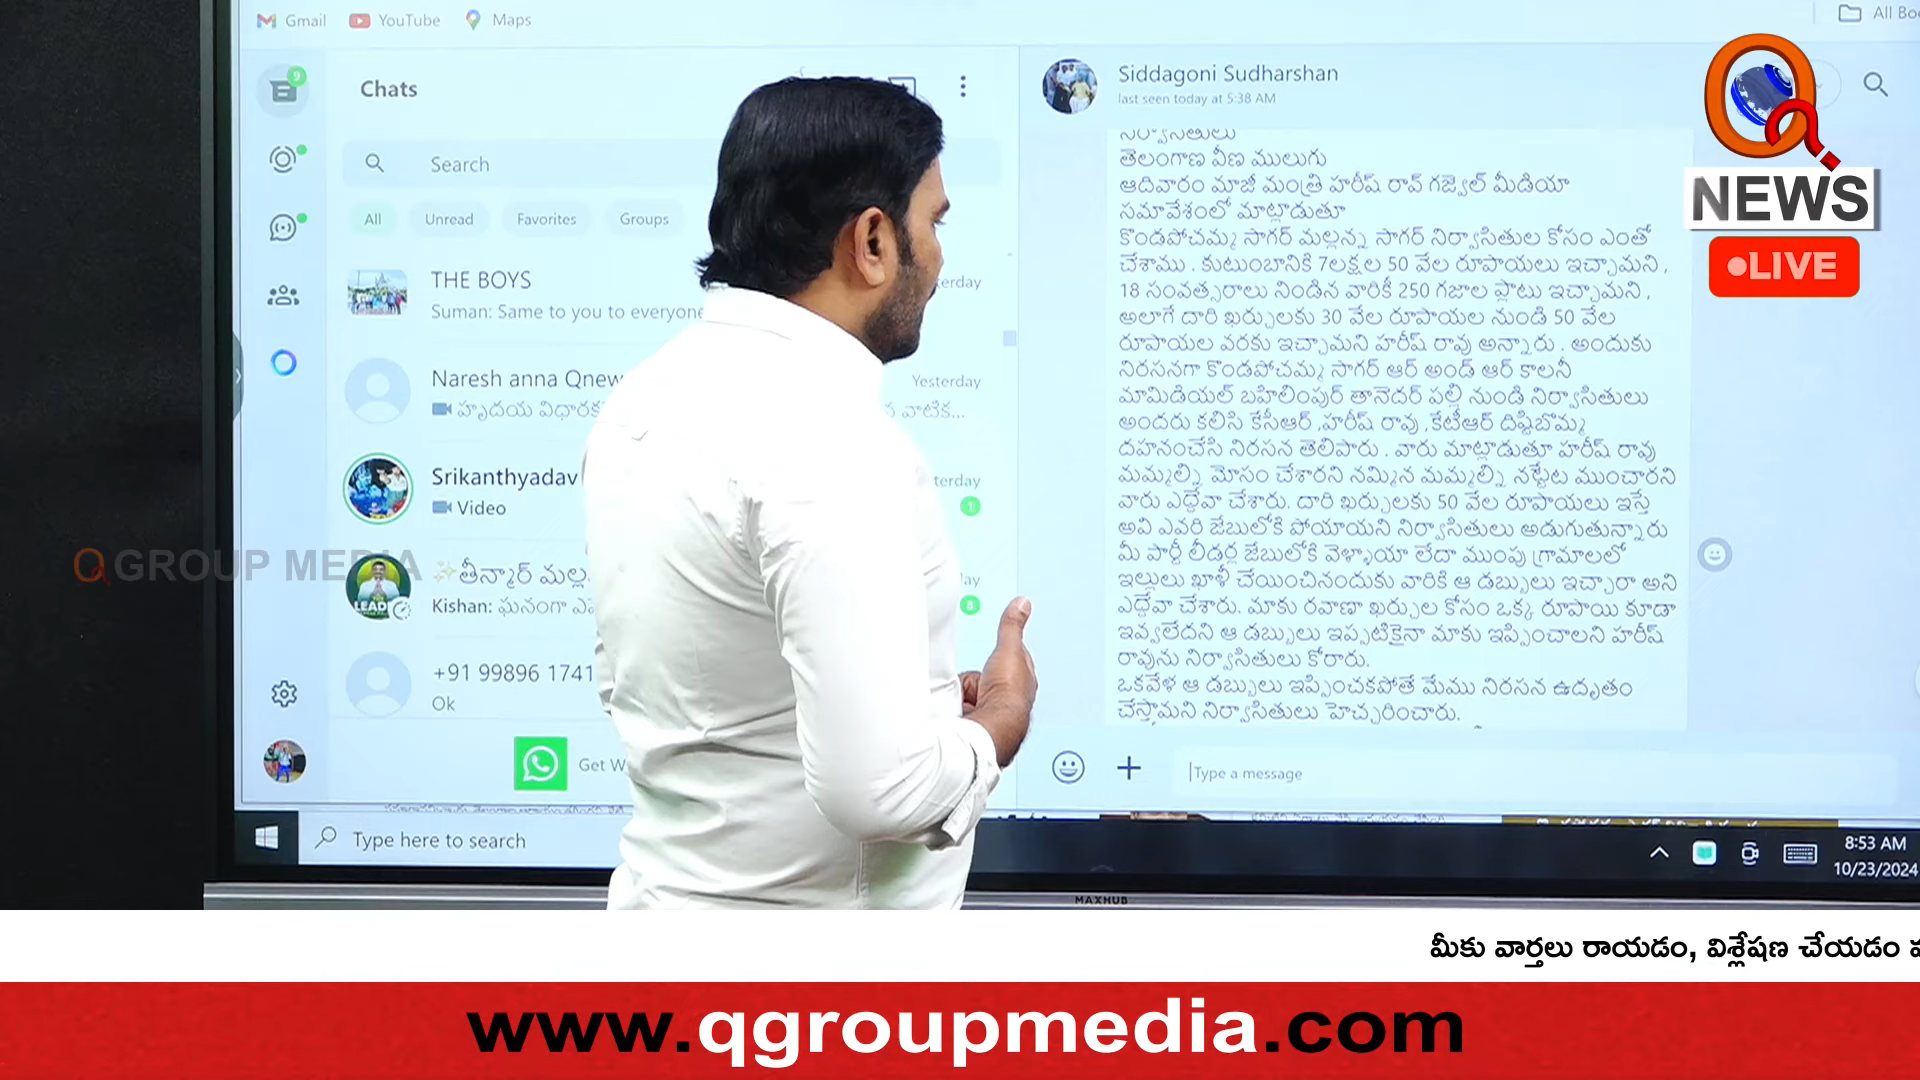 Gmail
YouTube
Maps
All Bo
9
Chats
Search
All
Unread
Favorites
Groups
THE BOYS
Suman: Same to you to everyone
Naresh anna Qnew
Yesterday
Srikanthyadav
Video
1
Kishan: ఘనంగా
8
+91 99896 1741
Ok
Get W
Siddagoni Sudharshan
last seen today at 5:38 AM
నిర్వాసితులు
తెలంగాణ వీణ ములుగు
ఆదివారం మాజీ మంత్రి హరీష్ రావ్ గజ్వెల్ మీడియా
సమావేశంలో మాట్లాడుతూ
కొండపోచమ్మ సాగర్ మల్లన్న సాగర్ నిర్వాసితుల కోసం ఎంతో
చేశాము . కుటుంబానికి 7లక్షల 50 వేల రూపాయలు ఇచ్చామని ,
18 సంవత్సరాలు నిండిన వారికి 250 గజాల ప్లాటు ఇచ్చామని ,
అలాగే దారి ఖర్చులకు 30 వేల రూపాయల నుండి 50 వేల
రూపాయల వరకు ఇచ్చామని హరీష్ రావు అన్నారు . అందుకు
నిరసనగా కొండపోచమ్మ సాగర్ ఆర్ అండ్ ఆర్ కాలనీ
మామిడియల్ బహిలింపుర్ తానెదర్ పల్లి నుండి నిర్వాసితులు
అందరు కలిసి కేసీఆర్ ,హరీష్ రావు ,కేటీఆర్ దిష్టిబొమ్మ
దహనంచేసి నిరసన తెలిపారు . వారు మాట్లాడుతూ హరీష్ రావు
మమ్మల్ని మోసం చేశారని నమ్మిన మమ్మల్ని నట్టేట ముంచారని
వారు ఎద్దేవా చేశారు. దారి ఖర్చులకు 50 వేల రూపాయలు ఇస్తే
అవి ఎవరి జేబులోకి పోయాయని నిర్వాసితులు అడుగుతున్నారు
మీ పార్టీ లీడర్ల జేబులోకి వెళ్ళాయా లేదా ముంపు గ్రామాలలో
ఇల్లులు ఖాళీ చేయించినందుకు వారికి ఆ డబ్బులు ఇచ్చారా అని
ఎద్దేవా చేశారు. మాకు రవాణా ఖర్చుల కోసం ఒక్క రూపాయి కూడా
ఇవ్వలేదని ఆ డబ్బులు ఇప్పటికైనా మాకు ఇప్పించాలని హరీష్
రావును నిర్వాసితులు కోరారు.
ఒకవేళ ఆ డబ్బులు ఇప్పించకపోతే మేము నిరసన ఉదృతం
చేస్తామని నిర్వాసితులు హెచ్చరించారు.
Type a message
Type here to search
8:53 AM
10/23/2024
MAXHUB
Q GROUP MEDIA
Q
NEWS
LIVE
మీకు వార్తలు రాయడం, విశ్లేషణ చేయడం
www.qgroupmedia.com